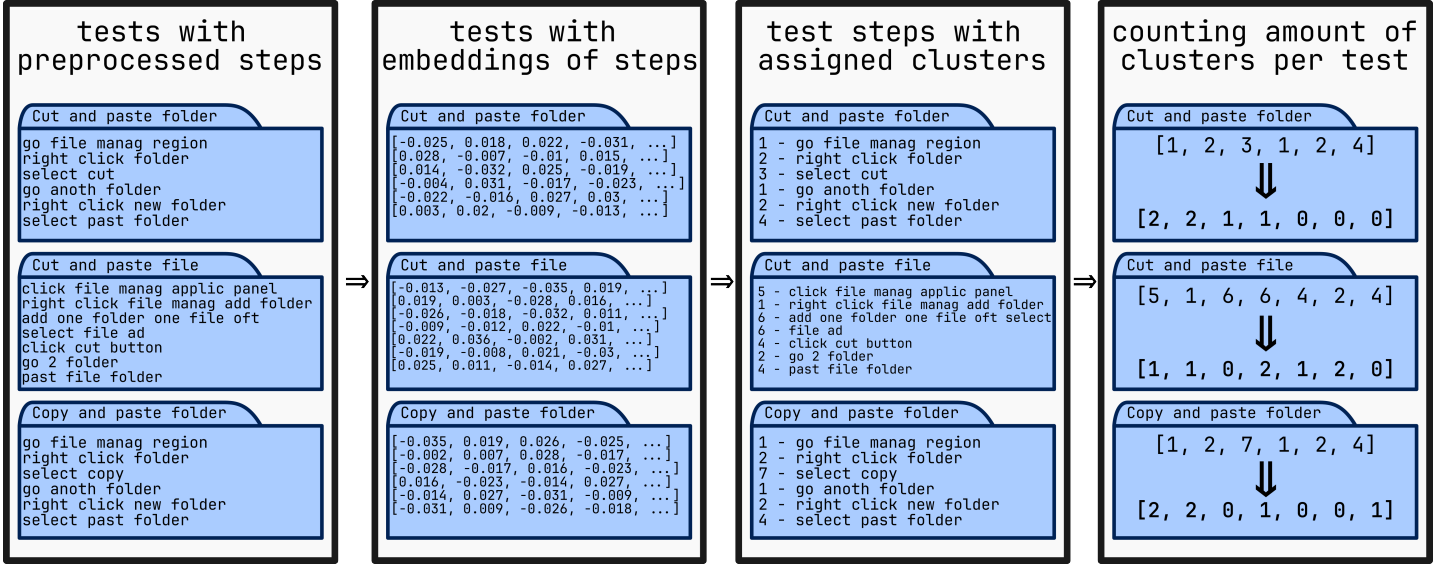 tests with
preprocessed steps
Cut and paste folder
go file manag region
right click folder
select cut
go anoth folder
right click new folder
select past folder
Cut and paste file
click file manag applic panel
right click file manag add folder
add one folder one file oft
select file ad
click cut button
go 2 folder
past file folder
Copy and paste folder
go file manag region
right click folder
select copy
go anoth folder
right click new folder
select past folder
⇒
tests with
embeddings of steps
Cut and paste folder
[-0.025, 0.018, 0.022, -0.031, ...]
[0.028, -0.007, -0.01, 0.015, ...]
[0.014, -0.032, 0.025, -0.019, ...]
[-0.004, 0.031, -0.017, -0.023, ...]
[-0.022, -0.016, 0.027, 0.03, ...]
[0.003, 0.02, -0.009, -0.013, ...]
Cut and paste file
[-0.013, -0.027, -0.035, 0.019, ...]
[0.019, 0.003, -0.028, 0.016, ...]
[-0.026, -0.018, -0.032, 0.011, ...]
[-0.009, -0.012, 0.022, -0.01, ...]
[0.022, 0.036, -0.002, 0.031, ...]
[-0.019, -0.008, 0.021, -0.03, ...]
[0.025, 0.011, -0.014, 0.027, ...]
Copy and paste folder
[-0.035, 0.019, 0.026, -0.025, ...]
[-0.002, 0.007, 0.028, -0.017, ...]
[-0.028, -0.017, 0.016, -0.023, ...]
[0.016, -0.023, -0.014, 0.027, ...]
[-0.014, 0.027, -0.031, -0.009, ...]
[-0.031, 0.009, -0.026, -0.018, ...]
⇒
test steps with
assigned clusters
Cut and paste folder
1 - go file manag region
2 - right click folder
3 - select cut
1 - go anoth folder
2 - right click new folder
4 - select past folder
Cut and paste file
5 - click file manag applic panel
1 - right click file manag add folder
6 - add one folder one file oft select
6 - file ad
4 - click cut button
2 - go 2 folder
4 - past file folder
Copy and paste folder
1 - go file manag region
2 - right click folder
7 - select copy
1 - go anoth folder
2 - right click new folder
4 - select past folder
⇒
counting amount of
clusters per test
Cut and paste folder
[1, 2, 3, 1, 2, 4]
⇓
[2, 2, 1, 1, 0, 0, 0]
Cut and paste file
[5, 1, 6, 6, 4, 2, 4]
⇓
[1, 1, 0, 2, 1, 2, 0]
Copy and paste folder
[1, 2, 7, 1, 2, 4]
⇓
[2, 2, 0, 1, 0, 0, 1]